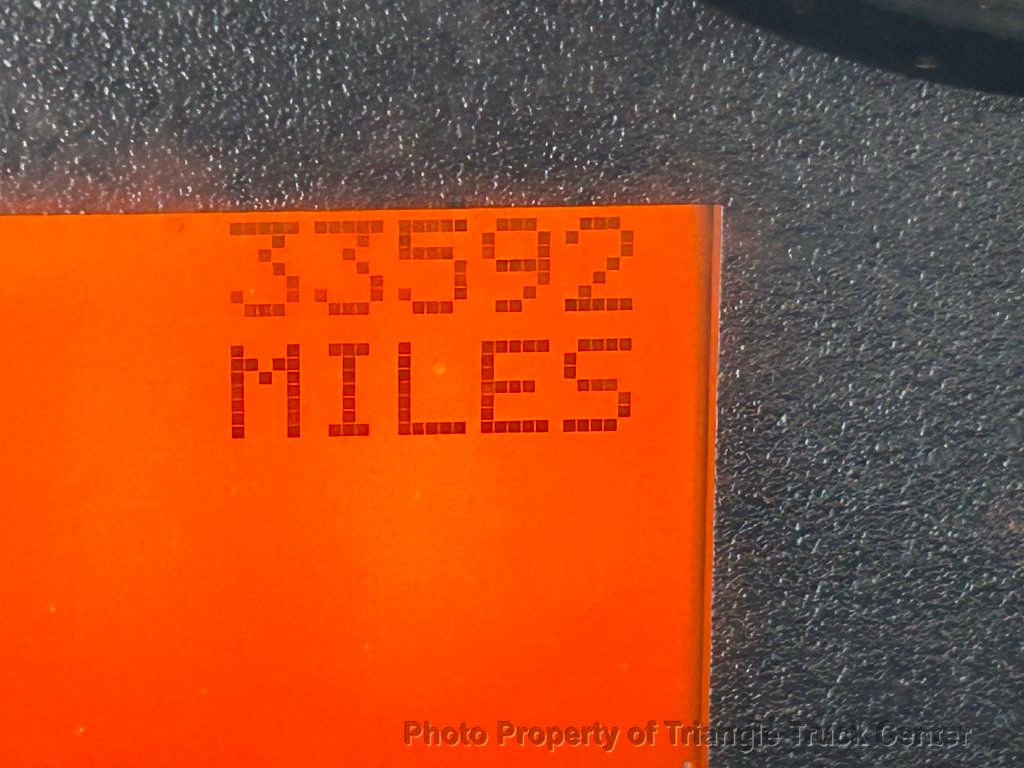 33592
MILES
Photo Property of Triangle Truck Center